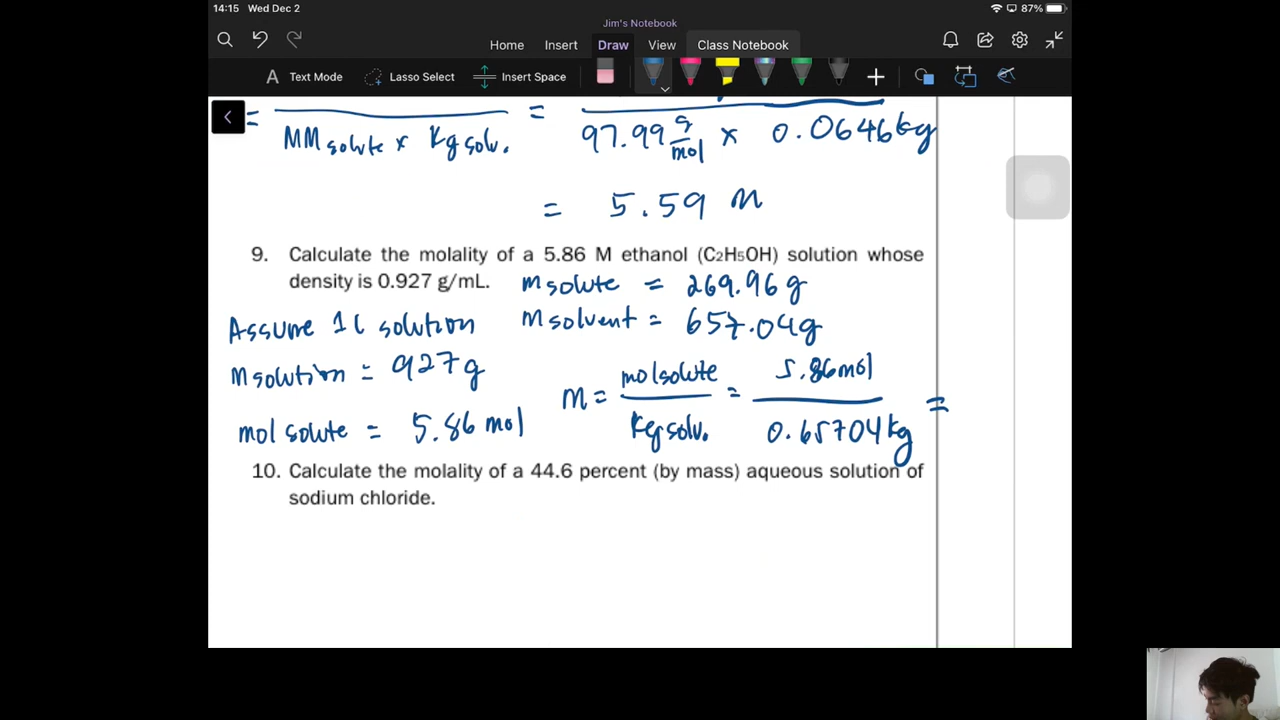 14:15 Wed Dec 2 87%
Jim's Notebook
Home Insert Draw View Class Notebook
A Text Mode Lasso Select Insert Space
= =
MM solute x Kg solv. 97.99 g/mol x 0.0646 kg
= 5.59 m
9. Calculate the molality of a 5.86 M ethanol (C2H5OH) solution whose
density is 0.927 g/mL. m solute = 269.96 g
Assume 1L solution m solvent = 657.04g
m solution = 927 g
m = mol solute / Kg solv. = 5.86 mol / 0.65704 kg =
mol solute = 5.86 mol
10. Calculate the molality of a 44.6 percent (by mass) aqueous solution of
sodium chloride.